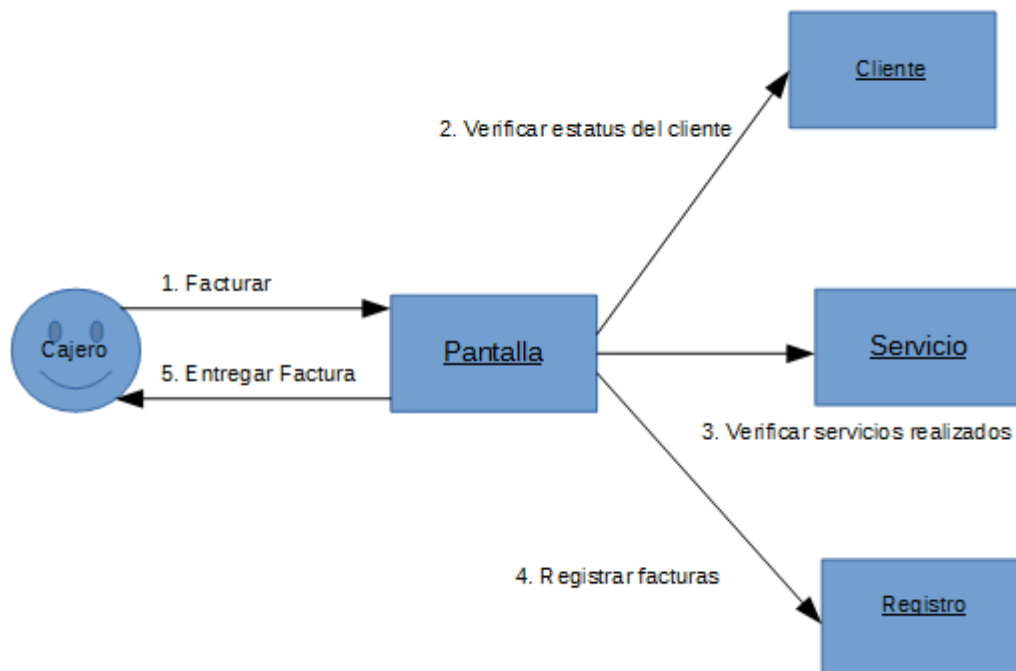 Cliente
2. Verificar estatus del cliente
1. Facturar
Cajero
Pantalla
Servicio
5. Entregar Factura
3. Verificar servicios realizados
4. Registrar facturas
Registro